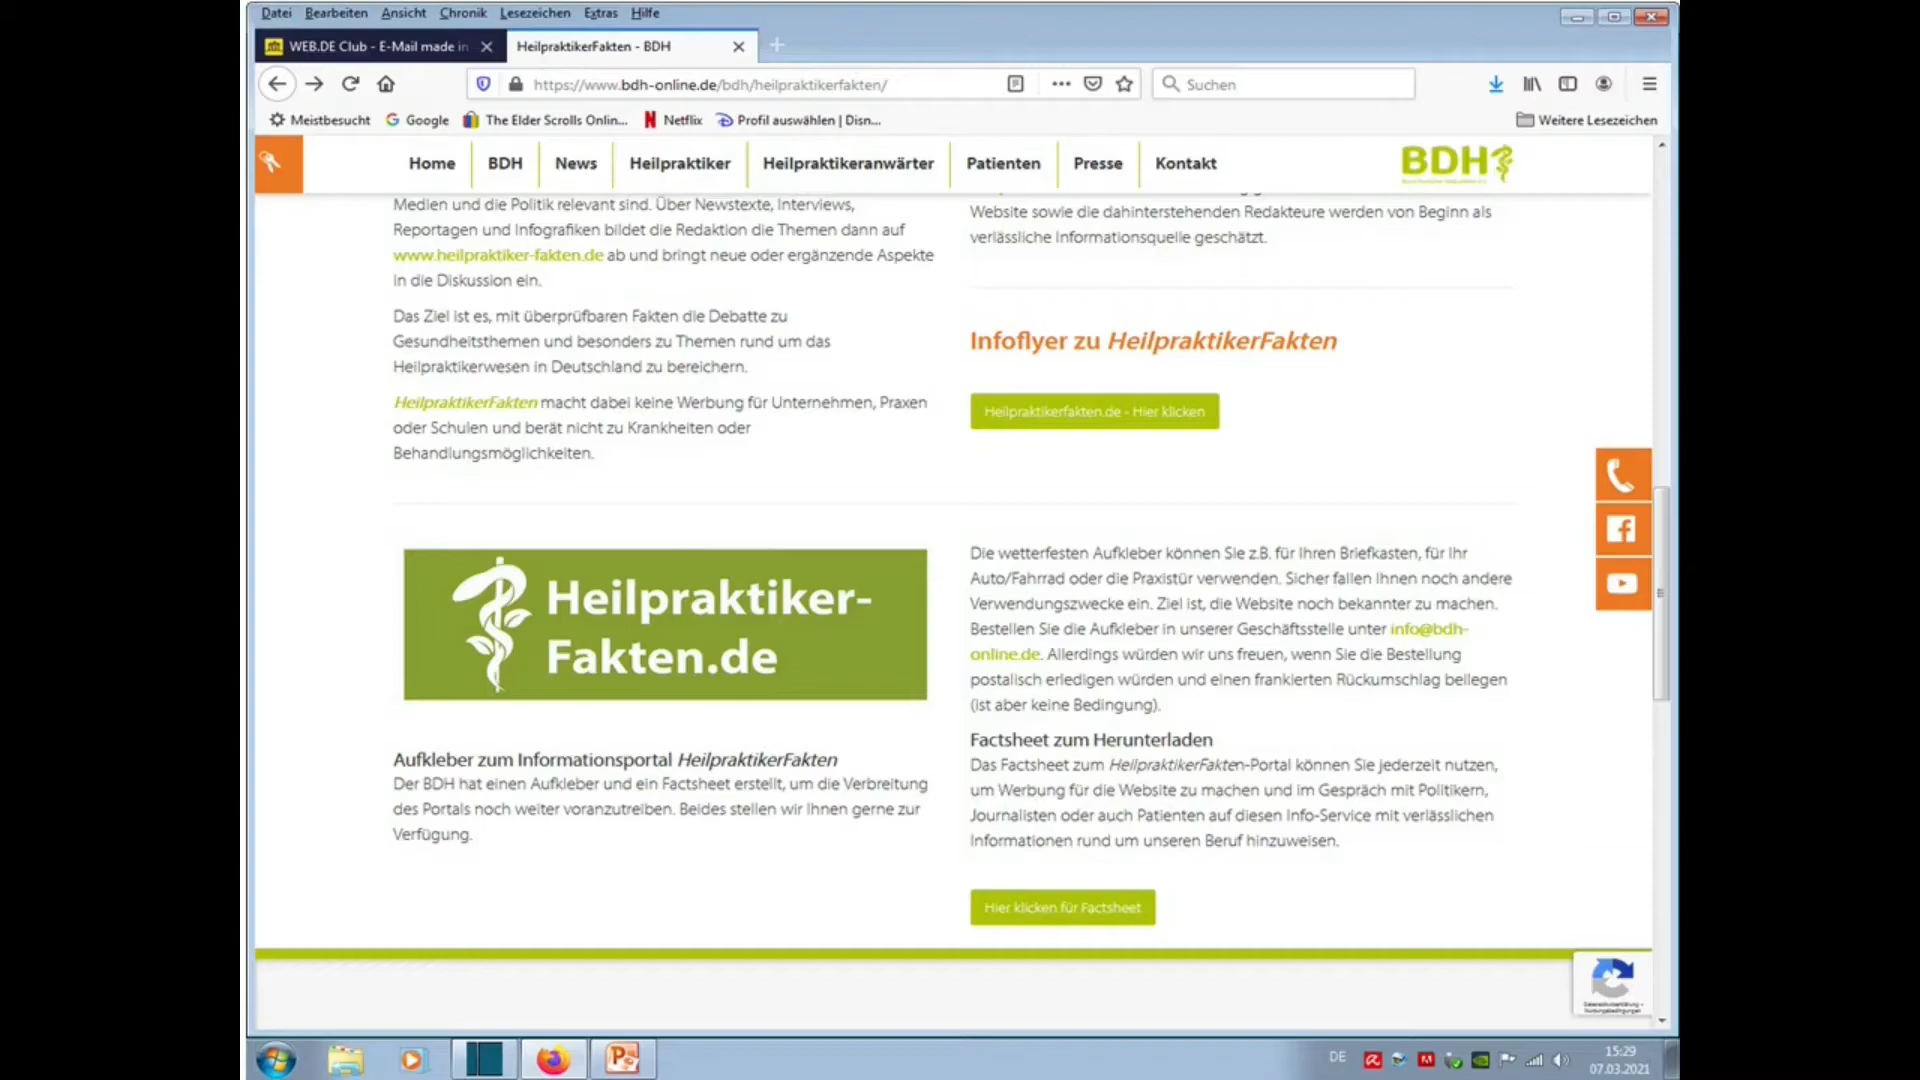 Datei Bearbeiten Ansicht Chronik Lesezeichen Extras Hilfe
WEB.DE Club - E-Mail made in
HeilpraktikerFakten - BDH
https://www.bdh-online.de/bdh/heilpraktikerfakten/
Suchen
Meistbesucht Google The Elder Scrolls Onlin... Netflix Profil auswählen | Disn...
Weitere Lesezeichen
Home BDH News Heilpraktiker Heilpraktikeranwärter Patienten Presse Kontakt
BDH
Medien und die Politik relevant sind. Über Newstexte, Interviews,
Reportagen und Infografiken bildet die Redaktion die Themen dann auf
www.heilpraktiker-fakten.de ab und bringt neue oder ergänzende Aspekte
in die Diskussion ein.
Das Ziel ist es, mit überprüfbaren Fakten die Debatte zu
Gesundheitsthemen und besonders zu Themen rund um das
Heilpraktikerwesen in Deutschland zu bereichern.
HeilpraktikerFakten macht dabei keine Werbung für Unternehmen, Praxen
oder Schulen und berät nicht zu Krankheiten oder
Behandlungsmöglichkeiten.
Website sowie die dahinterstehenden Redakteure werden von Beginn als
verlässliche Informationsquelle geschätzt.
Infoflyer zu HeilpraktikerFakten
Heilpraktikerfakten.de - Hier klicken
Heilpraktiker-
Fakten.de
Aufkleber zum Informationsportal HeilpraktikerFakten
Der BDH hat einen Aufkleber und ein Factsheet erstellt, um die Verbreitung
des Portals noch weiter voranzutreiben. Beides stellen wir Ihnen gerne zur
Verfügung.
Die wetterfesten Aufkleber können Sie z.B. für Ihren Briefkasten, für Ihr
Auto/Fahrrad oder die Praxistür verwenden. Sicher fallen Ihnen noch andere
Verwendungszwecke ein. Ziel ist, die Website noch bekannter zu machen.
Bestellen Sie die Aufkleber in unserer Geschäftsstelle unter info@bdh-
online.de. Allerdings würden wir uns freuen, wenn Sie die Bestellung
postalisch erledigen würden und einen frankierten Rückumschlag beilegen
(ist aber keine Bedingung).
Factsheet zum Herunterladen
Das Factsheet zum HeilpraktikerFakten-Portal können Sie jederzeit nutzen,
um Werbung für die Website zu machen und im Gespräch mit Politikern,
Journalisten oder auch Patienten auf diesen Info-Service mit verlässlichen
Informationen rund um unseren Beruf hinzuweisen.
Hier klicken für Factsheet
DE
15:29
07.03.2021